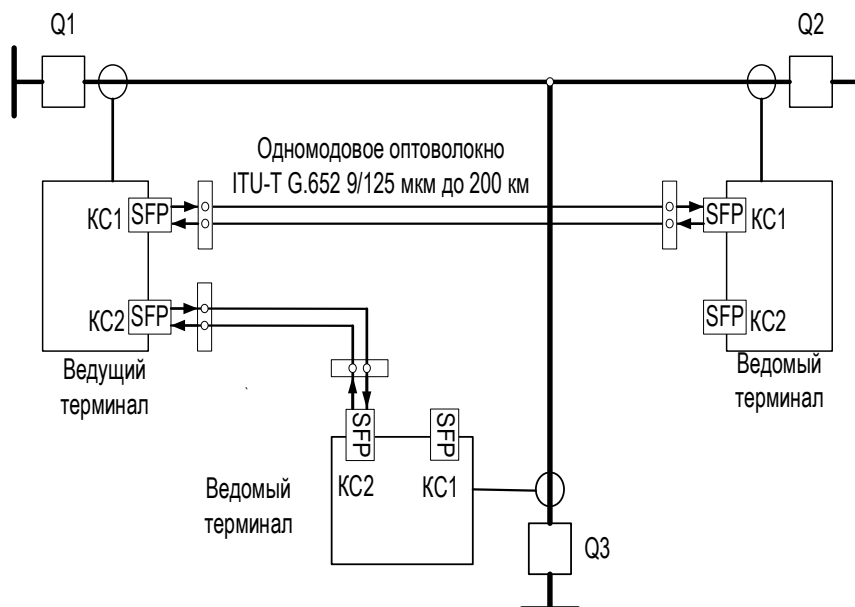 Q1
Q2
Одномодовое оптоволокно
ITU-T G.652 9/125 мкм до 200 км
КС1
SFP
SFP
КС1
КС2
SFP
SFP
КС2
Ведущий
терминал
Ведомый
терминал
SFP
SFP
КС2
КС1
Ведомый
терминал
Q3